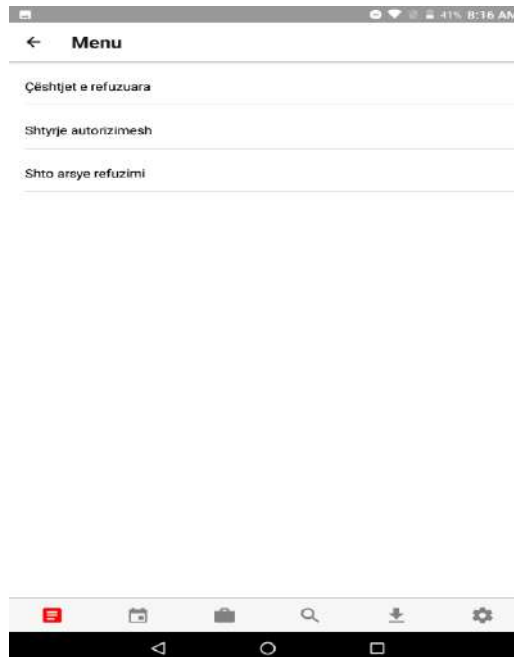 41% 8:16 AM
Menu
Çështjet e refuzuara
Shtyrje autorizimesh
Shto arsye refuzimi